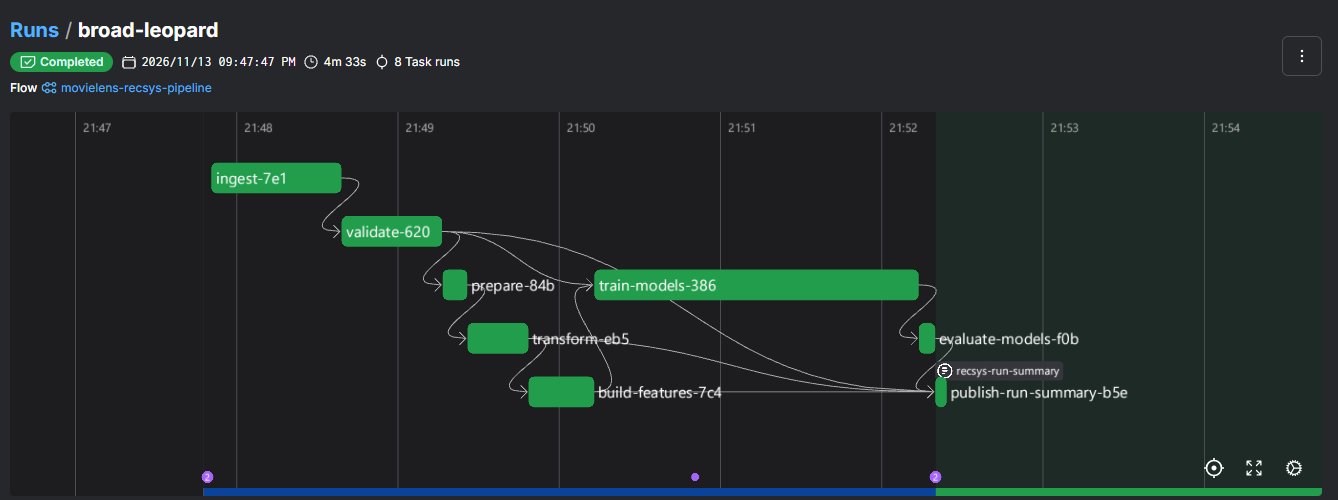 Runs / broad-leopard
Completed 2026/11/13 09:47:47 PM 4m 33s 8 Task runs
Flow movielens-recsys-pipeline
21:47 21:48 21:49 21:50 21:51 21:52 21:53 21:54
ingest-7e1
validate-620
prepare-84b train-models-386
transform-eb5 evaluate-models-f0b
recsys-run-summary
build-features-7c4 publish-run-summary-b5e
2 2